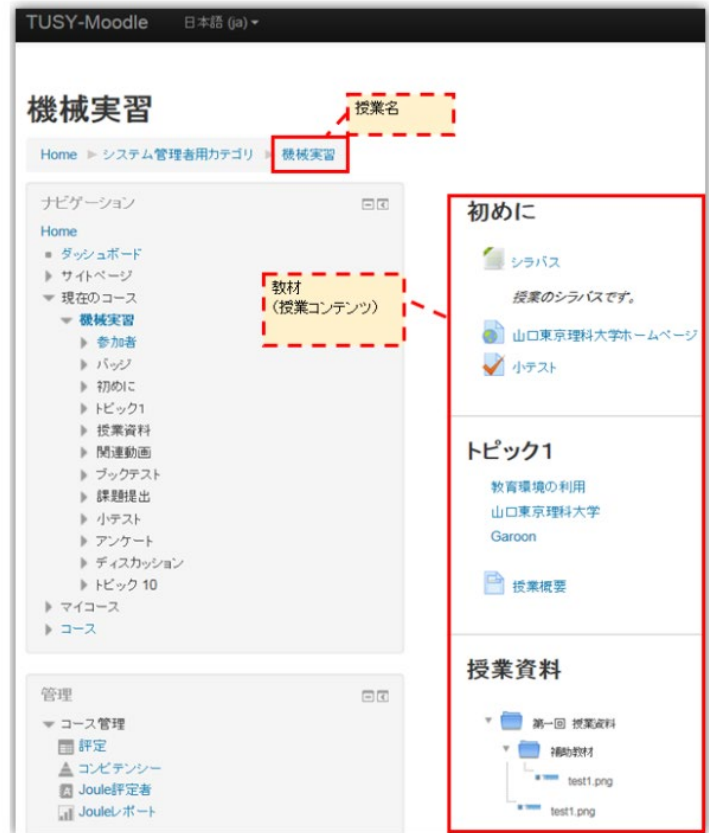 TUSY-Moodle 日本語 (ja)
機械実習
授業名
Home システム管理者用カテゴリ 機械実習
ナビゲーション
Home
ダッシュボード
サイトページ
現在のコース
機械実習
参加者
バッジ
初めに
トピック1
授業資料
関連動画
ブックテスト
課題提出
小テスト
アンケート
ディスカッション
トピック 10
マイコース
コース
管理
コース管理
評定
コンピテンシー
Joule評定者
Jouleレポート
教材
（授業コンテンツ）
初めに
シラバス
授業のシラバスです。
山口東京理科大学ホームページ
小テスト
トピック1
教育環境の利用
山口東京理科大学
Garoon
授業概要
授業資料
第一回 授業資料
補助教材
test1.png
test1.png